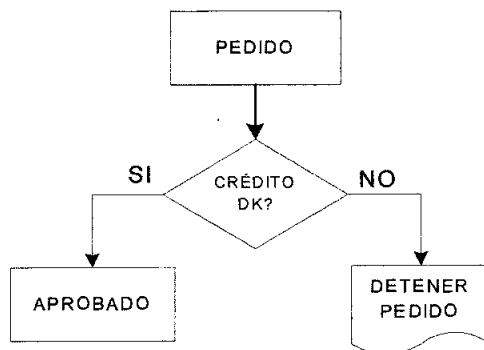 PEDIDO
SI
CRÉDITO
DK?
NO
APROBADO
DETENER
PEDIDO